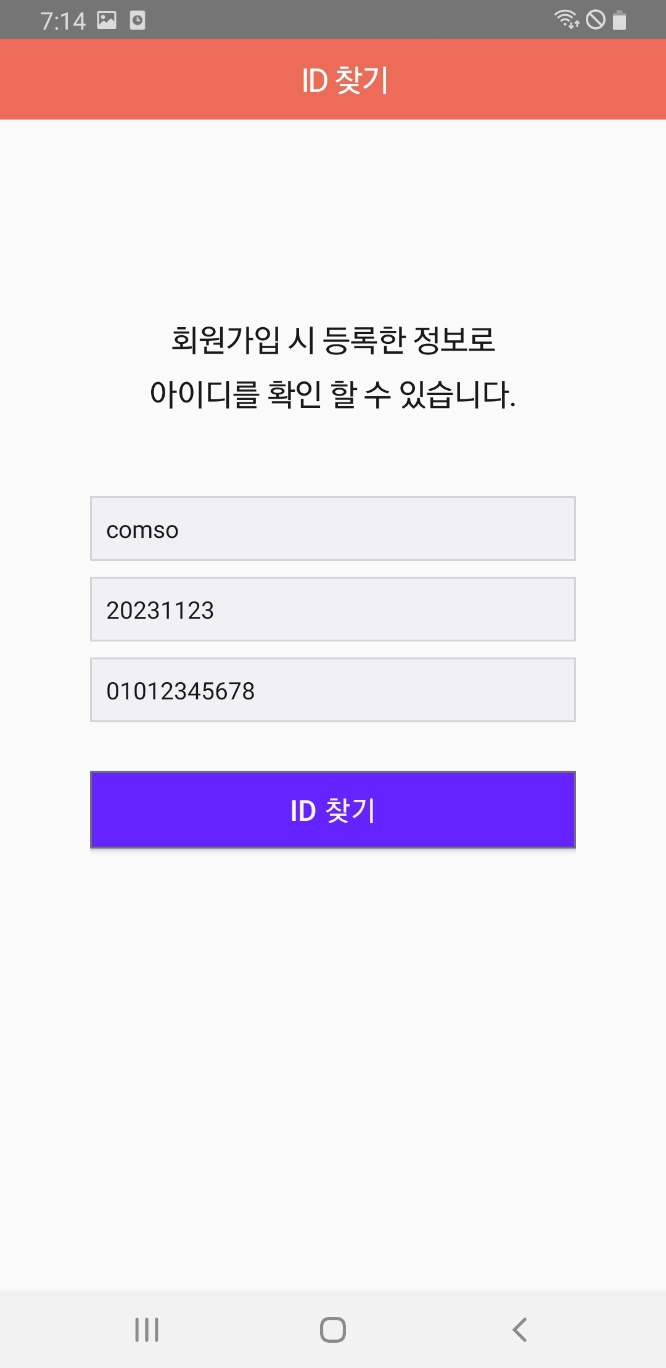 7:14
ID 찾기
회원가입 시 등록한 정보로
아이디를 확인 할 수 있습니다.
comso
20231123
01012345678
ID 찾기